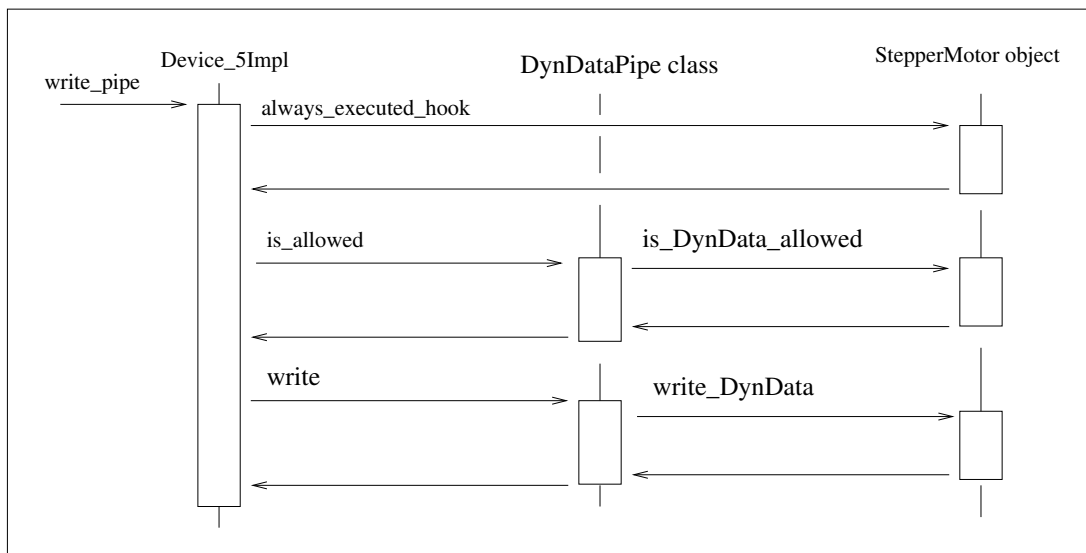 Device_5Impl
DynDataPipe class
StepperMotor object
write_pipe
always_executed_hook
is_allowed
is_DynData_allowed
write
write_DynData